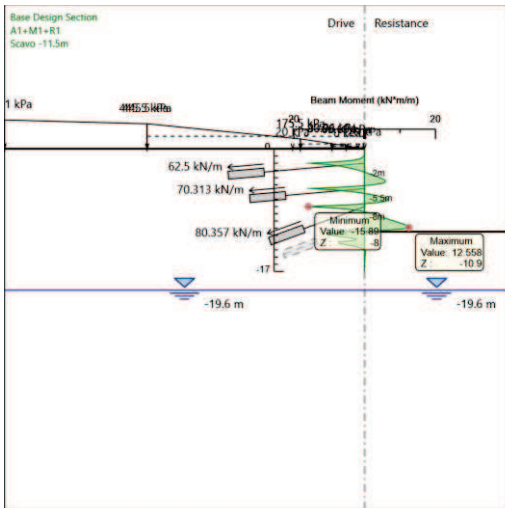 Base Design Section
A1+M1+R1
Scavo -11.5m
Drive
Resistance
Beam Moment (kN*m/m)
1 kPa
20
20
0
62.5 kN/m
-2m
70.313 kN/m
-5.5m
80.357 kN/m
Minimum
Value: -15.89
Z : -8
Maximum
Value: 12.558
Z : -10.9
-17
-19.6 m
-19.6 m